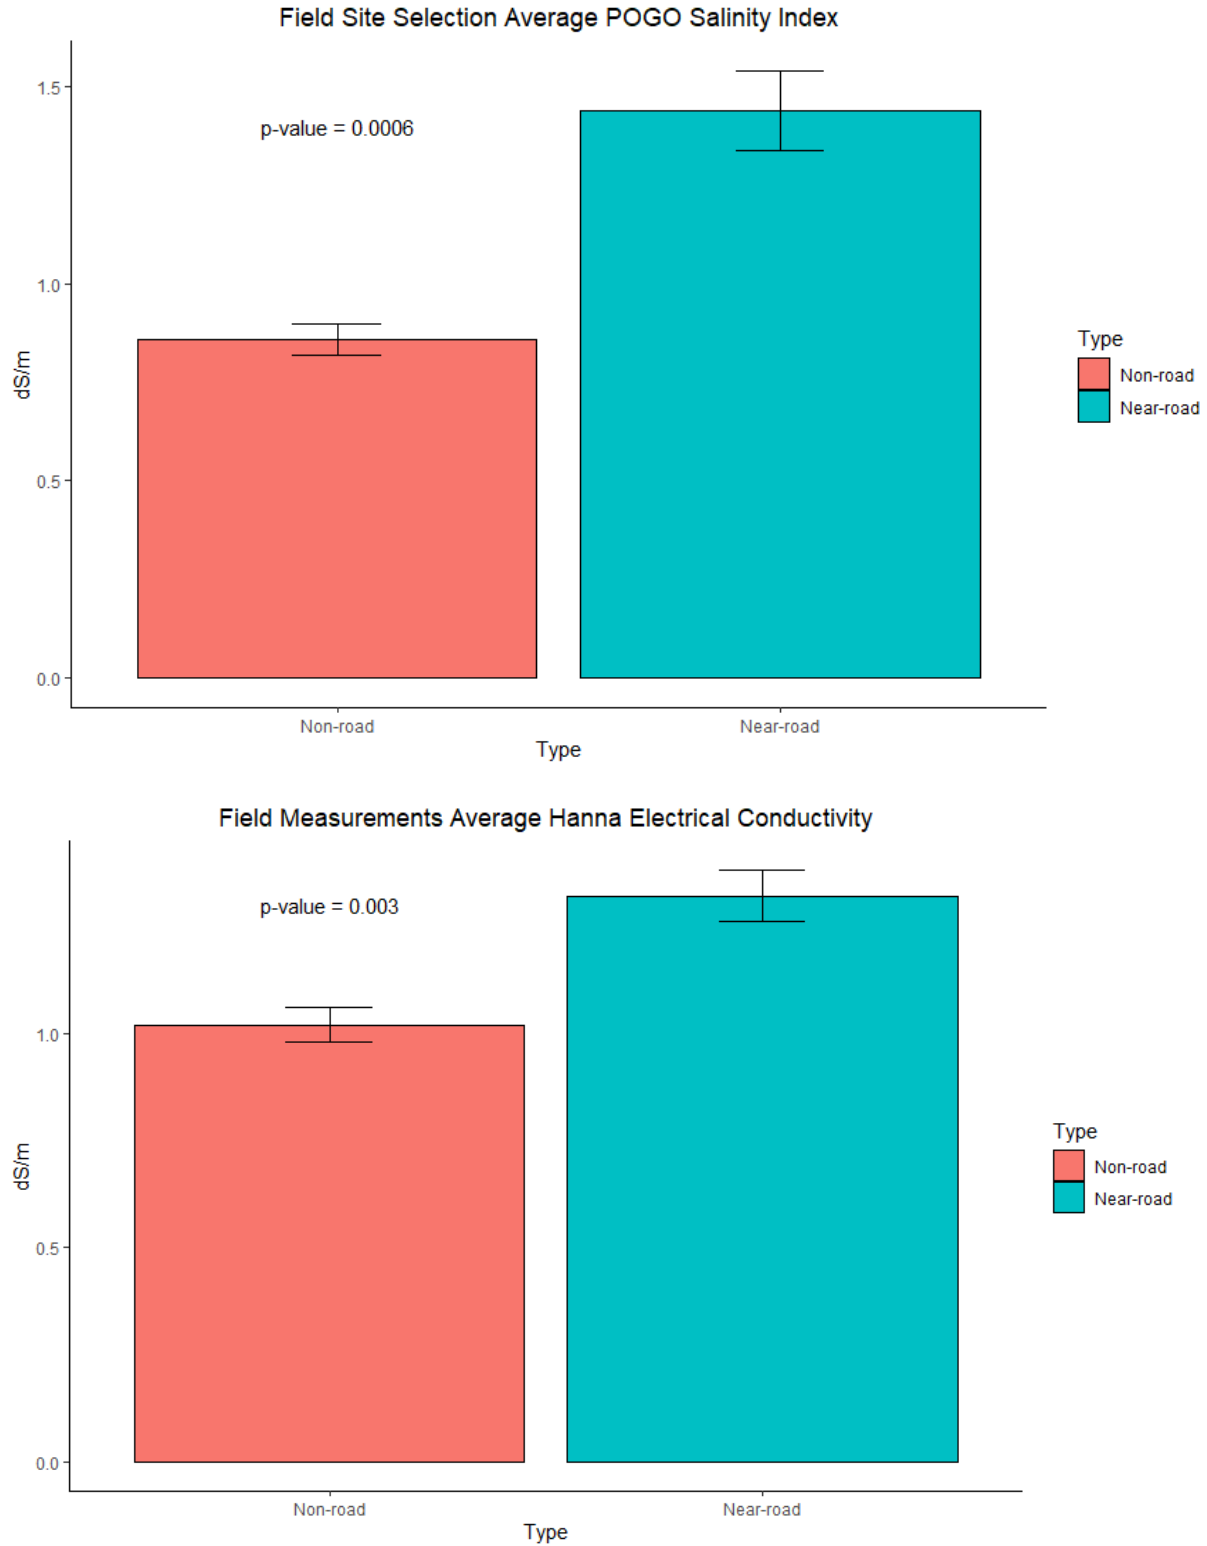 Field Site Selection Average POGO Salinity Index
1.5
p-value = 0.0006
1.0
dS/m
0.5
0.0
Non-road
Near-road
Type
Type
Non-road
Near-road
Field Measurements Average Hanna Electrical Conductivity
p-value = 0.003
1.0
dS/m
0.5
0.0
Non-road
Near-road
Type
Type
Non-road
Near-road